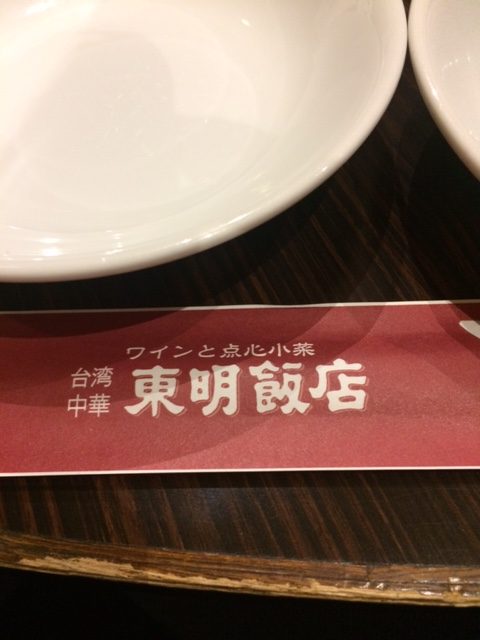 ワインと点心小菜
台湾
中華
東明飯店